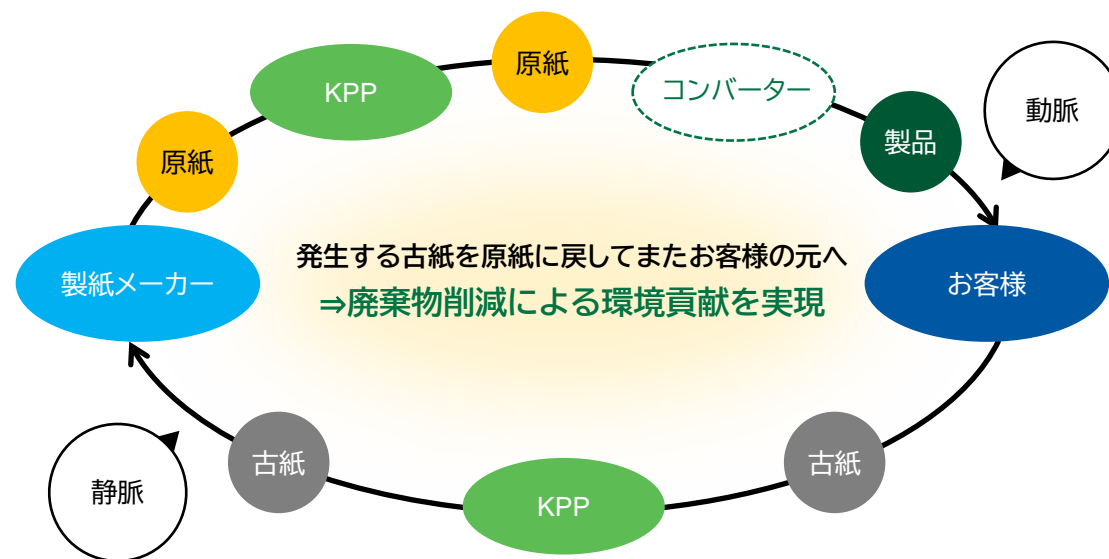 原紙
KPP
コンバーター
動脈
製品
原紙
発生する古紙を原紙に戻してまたお客様の元へ
製紙メーカー
お客様
⇒廃棄物削減による環境貢献を実現
古紙
古紙
静脈
KPP